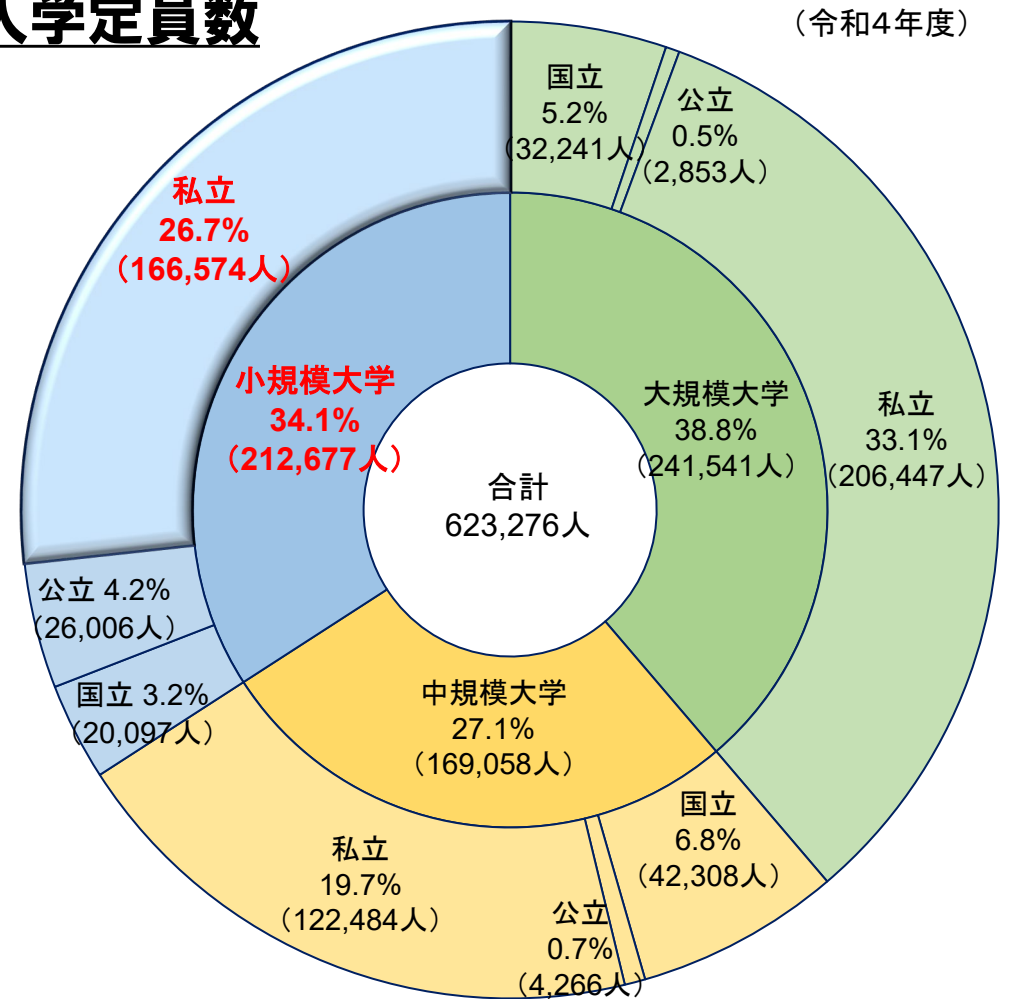 入学定員数
（令和4年度）
国立
5.2%
（32,241人）
公立
0.5%
（2,853人）
私立
33.1%
（206,447人）
大規模大学
38.8%
（241,541人）
私立
26.7%
（166,574人）
小規模大学
34.1%
（212,677人）
合計
623,276人
公立 4.2%
（26,006人）
国立 3.2%
（20,097人）
中規模大学
27.1%
（169,058人）
国立
6.8%
（42,308人）
私立
19.7%
（122,484人）
公立
0.7%
（4,266人）